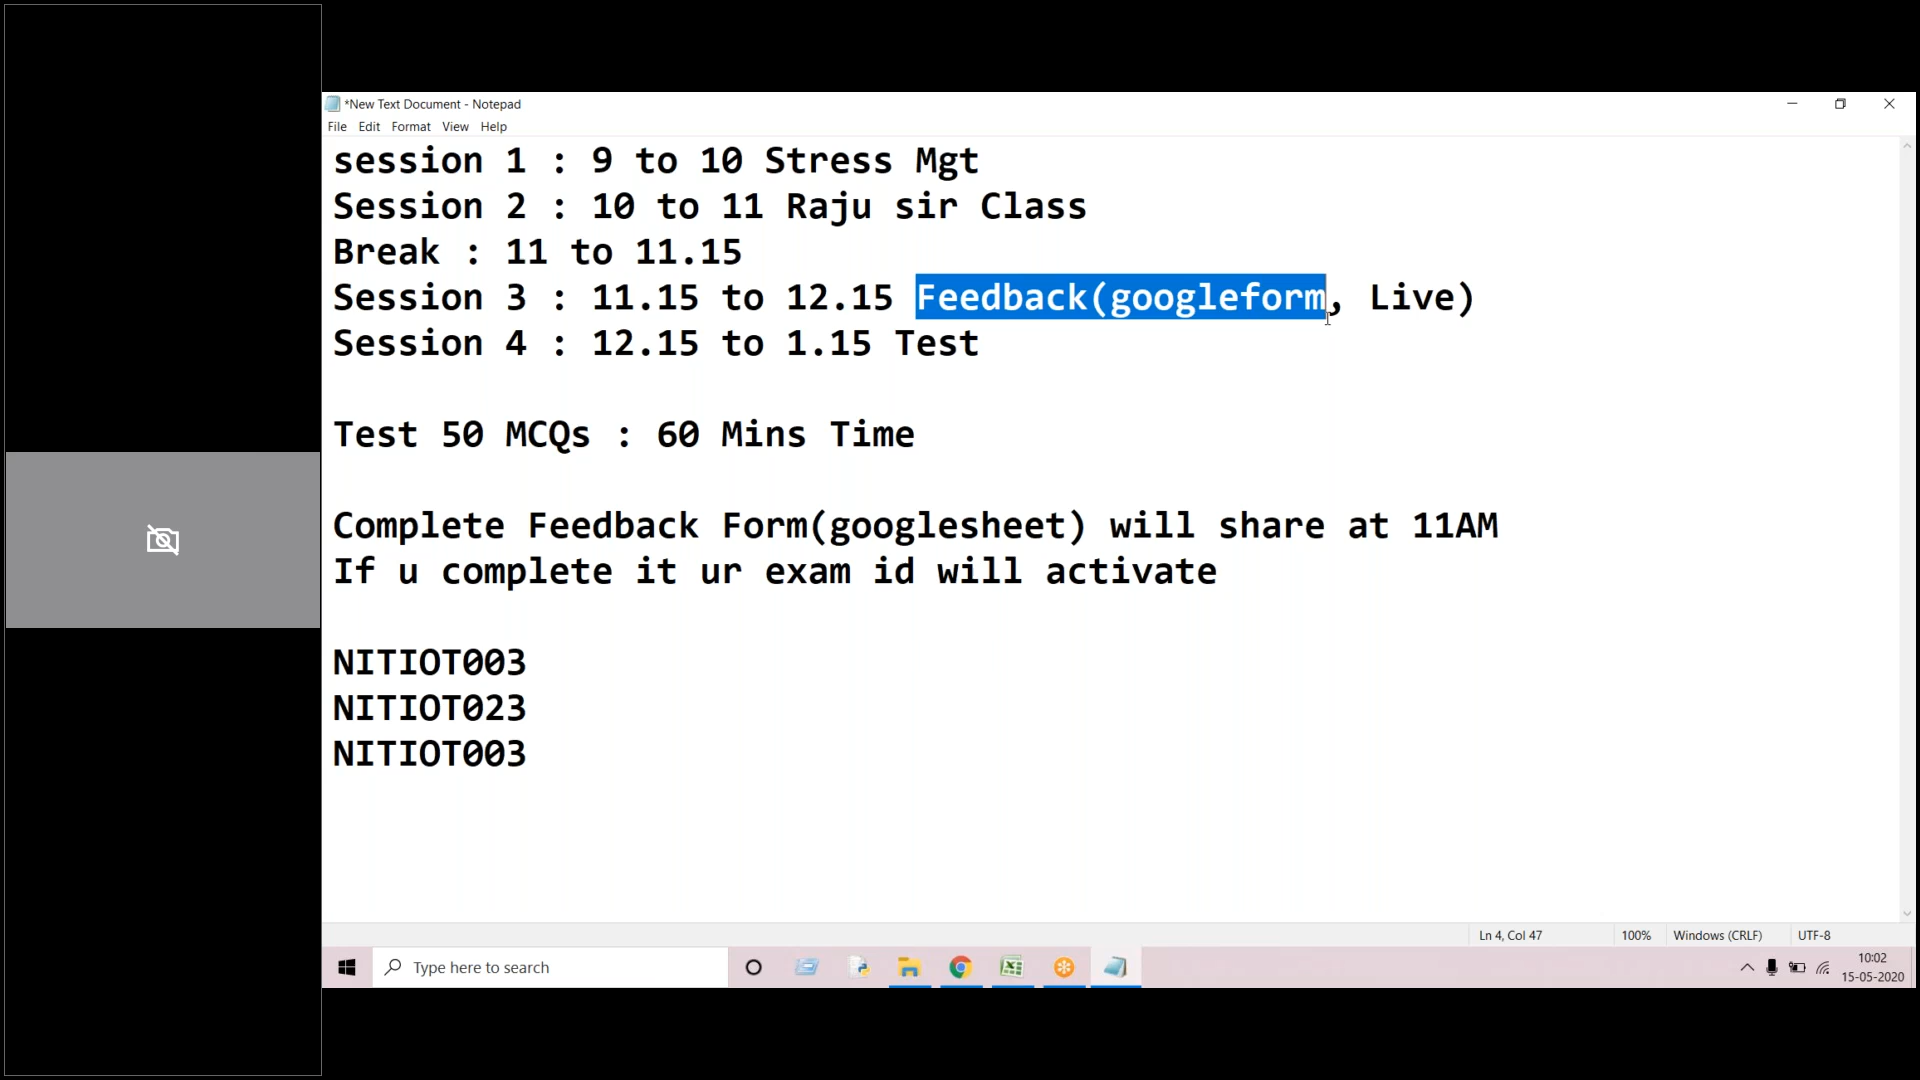 *New Text Document - Notepad
File Edit Format View Help
session 1 : 9 to 10 Stress Mgt
Session 2 : 10 to 11 Raju sir Class
Break : 11 to 11.15
Session 3 : 11.15 to 12.15 Feedback(googleform, Live)
Session 4 : 12.15 to 1.15 Test
Test 50 MCQs : 60 Mins Time
Complete Feedback Form(googlesheet) will share at 11AM
If u complete it ur exam id will activate
NITIOT003
NITIOT023
NITIOT003
Ln 4, Col 47 100% Windows (CRLF) UTF-8
Type here to search
10:02
15-05-2020